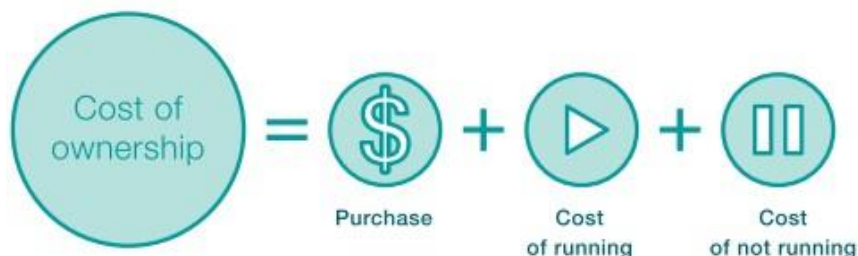 Cost of
ownership
=
$
+
+
Purchase
Cost
of running
Cost
of not running